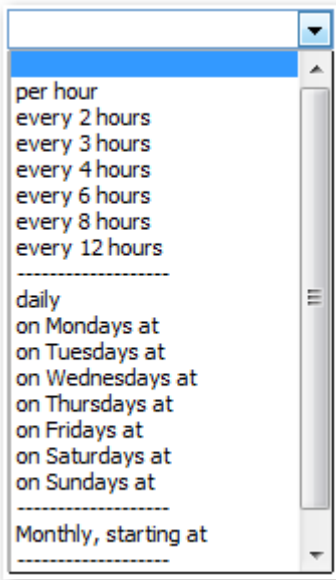 per hour
every 2 hours
every 3 hours
every 4 hours
every 6 hours
every 8 hours
every 12 hours
-------------------
daily
on Mondays at
on Tuesdays at
on Wednesdays at
on Thursdays at
on Fridays at
on Saturdays at
on Sundays at
-------------------
Monthly, starting at
-------------------